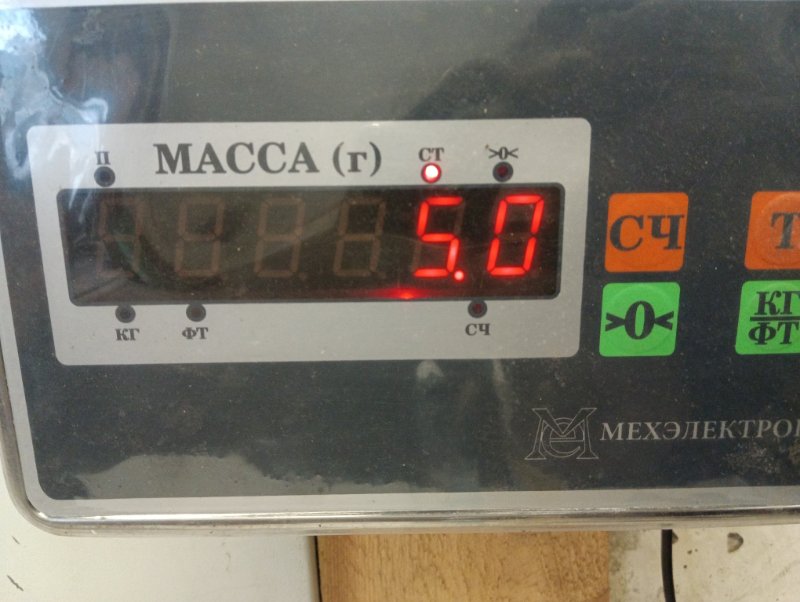 П МАССА (г) СТ >0<
5.0
КГ ФТ СЧ
СЧ Т
>0< КГ
ФТ
МЕХЭЛЕКТРО